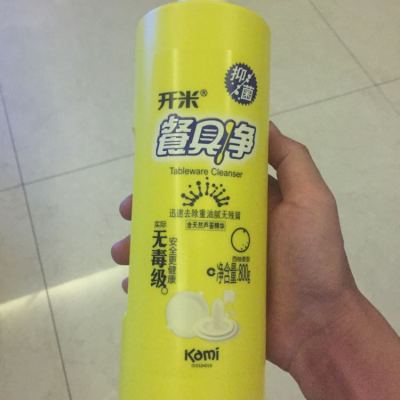 开米®
抑菌
餐具净
Tableware Cleanser
迅速去除重油腻无残留
含天然芦荟精华
实际
无毒级
安全更健康
净含量:800g
Kami